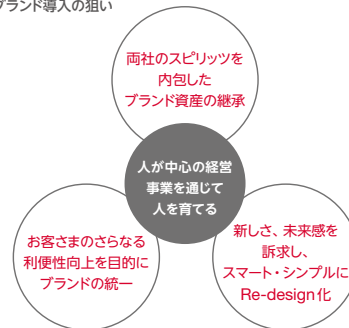 ブランド導入の狙い
両社のスピリッツを
内包した
ブランド資産の継承
人が中心の経営
事業を通じて
人を育てる
お客さまのさらなる
利便性向上を目的に
ブランドの統一
新しさ、未来感を
訴求し、
スマート・シンプルに
Re-design化